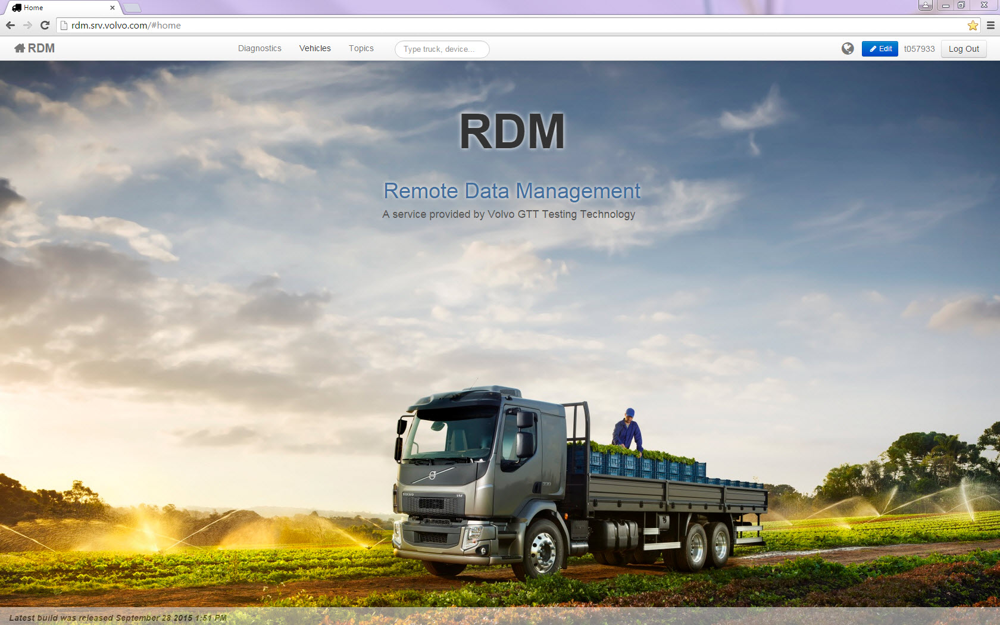 Home
rdm.srv.volvo.com/#home
RDM Diagnostics Vehicles Topics Type truck, device... Edit t057933 Log Out
RDM
Remote Data Management
A service provided by Volvo GTT Testing Technology
330
VOLVO VM
Latest build was released September 28 2015 1:51 PM